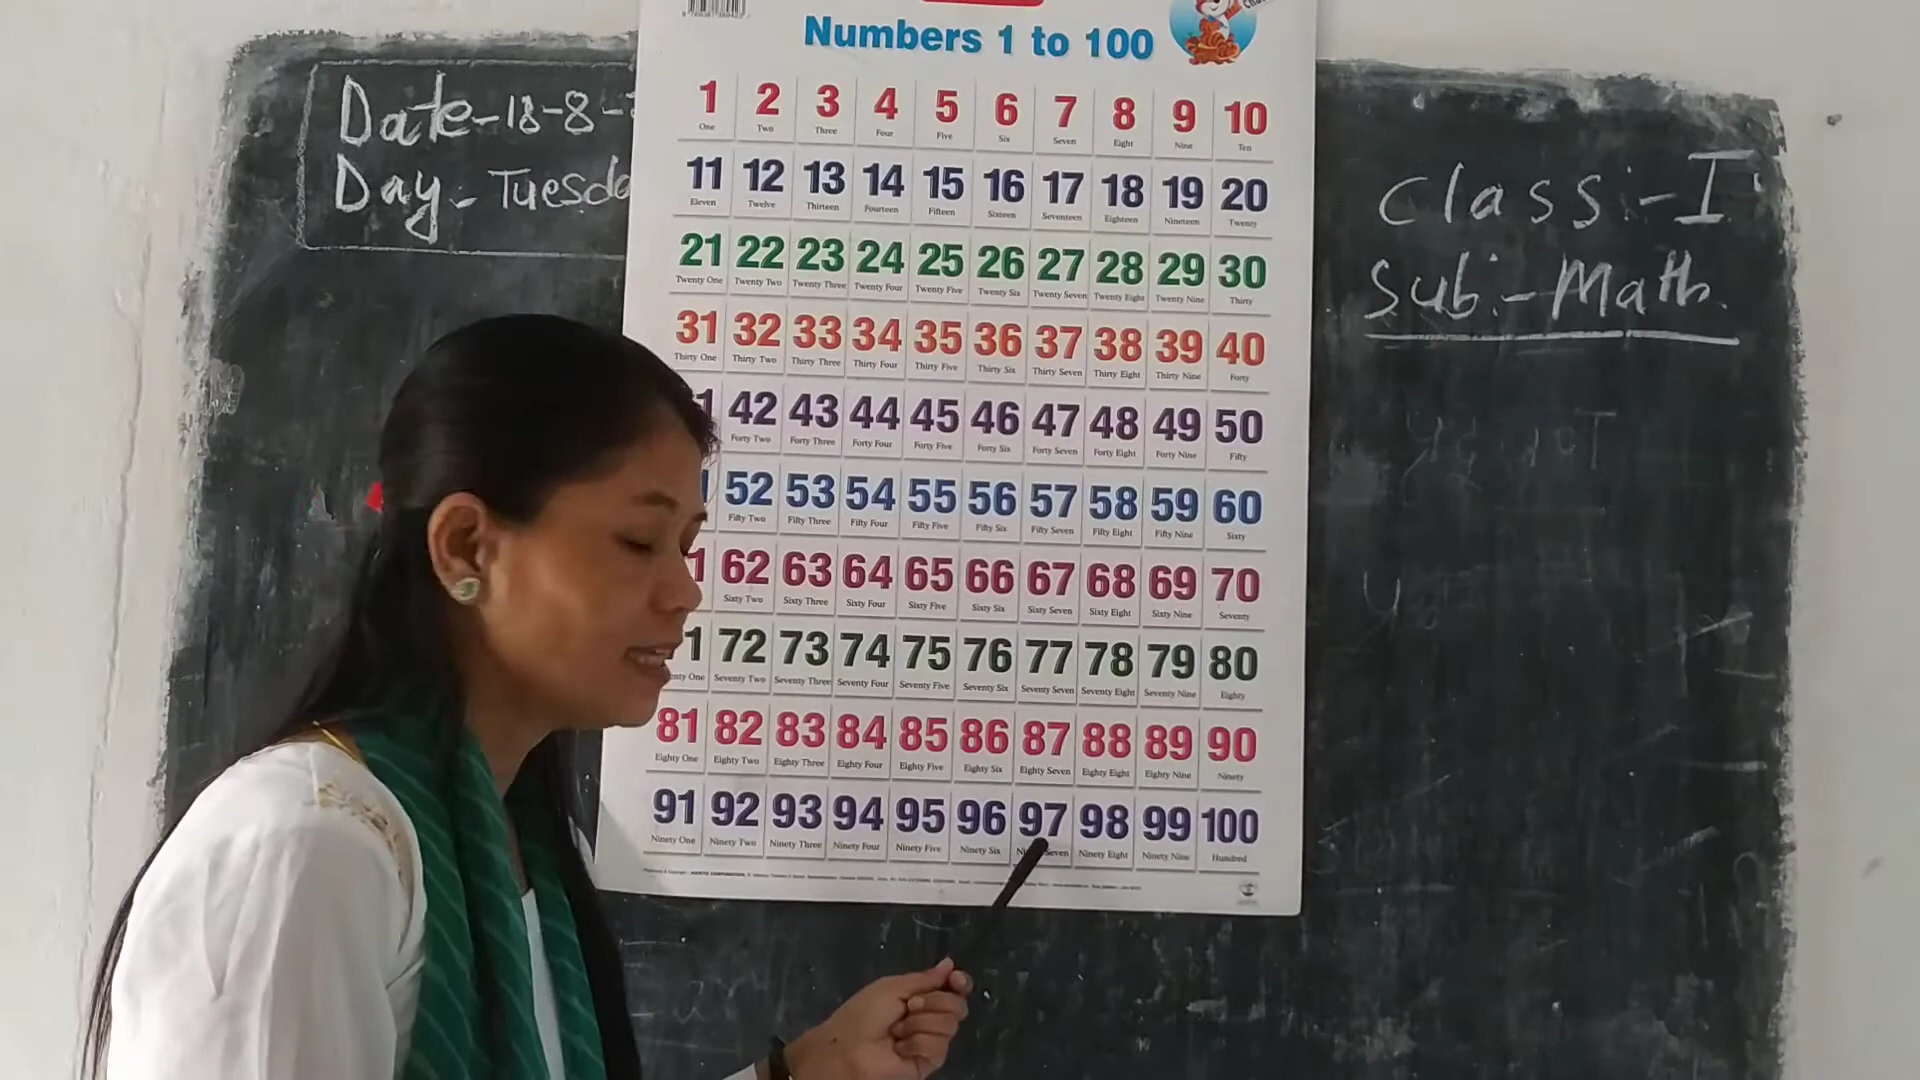 Numbers 1 to 100
Date-18-8-
Day- Tuesda
Class:-I
Sub:-Math.
1 2 3 4 5 6 7 8 9 10
One Two Three Four Five Six Seven Eight Nine Ten
11 12 13 14 15 16 17 18 19 20
Eleven Twelve Thirteen Fourteen Fifteen Sixteen Seventeen Eighteen Nineteen Twenty
21 22 23 24 25 26 27 28 29 30
Twenty One Twenty Two Twenty Three Twenty Four Twenty Five Twenty Six Twenty Seven Twenty Eight Twenty Nine Thirty
31 32 33 34 35 36 37 38 39 40
Thirty One Thirty Two Thirty Three Thirty Four Thirty Five Thirty Six Thirty Seven Thirty Eight Thirty Nine Forty
1 42 43 44 45 46 47 48 49 50
Forty Two Forty Three Forty Four Forty Five Forty Six Forty Seven Forty Eight Forty Nine Fifty
52 53 54 55 56 57 58 59 60
Fifty Two Fifty Three Fifty Four Fifty Five Fifty Six Fifty Seven Fifty Eight Fifty Nine Sixty
1 62 63 64 65 66 67 68 69 70
Sixty Two Sixty Three Sixty Four Sixty Five Sixty Six Sixty Seven Sixty Eight Sixty Nine Seventy
1 72 73 74 75 76 77 78 79 80
enty One Seventy Two Seventy Three Seventy Four Seventy Five Seventy Six Seventy Seven Seventy Eight Seventy Nine Eighty
81 82 83 84 85 86 87 88 89 90
Eighty One Eighty Two Eighty Three Eighty Four Eighty Five Eighty Six Eighty Seven Eighty Eight Eighty Nine Ninety
91 92 93 94 95 96 97 98 99 100
Ninety One Ninety Two Ninety Three Ninety Four Ninety Five Ninety Six Ni Seven Ninety Eight Ninety Nine Hundred